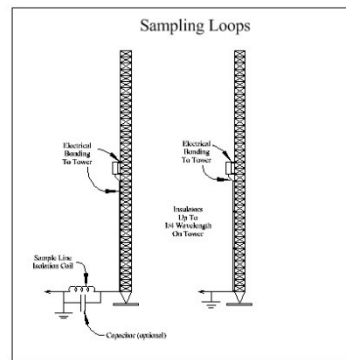 Sampling Loops
Electrical
Bonding
To Tower
Electrical
Bonding
To Tower
Insulators
Up To
1/4 Wavelength
On Tower
Sample Line
Isolation Coil
Capacitor (optional)